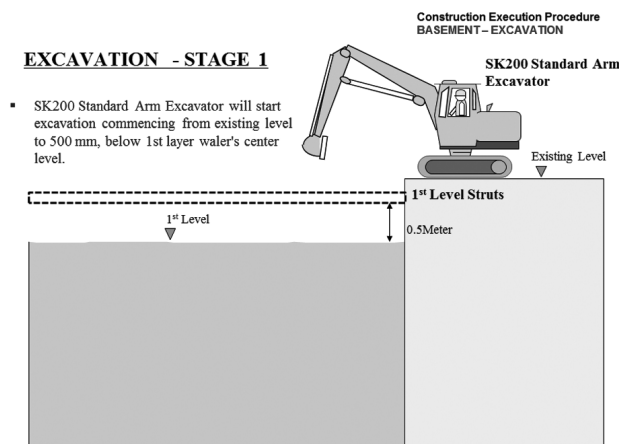 Construction Execution Procedure
BASEMENT – EXCAVATION
EXCAVATION - STAGE 1
SK200 Standard Arm
Excavator
▪ SK200 Standard Arm Excavator will start
excavation commencing from existing level
to 500 mm, below 1st layer waler's center
level.
Existing Level
1st Level Struts
1st Level
0.5Meter